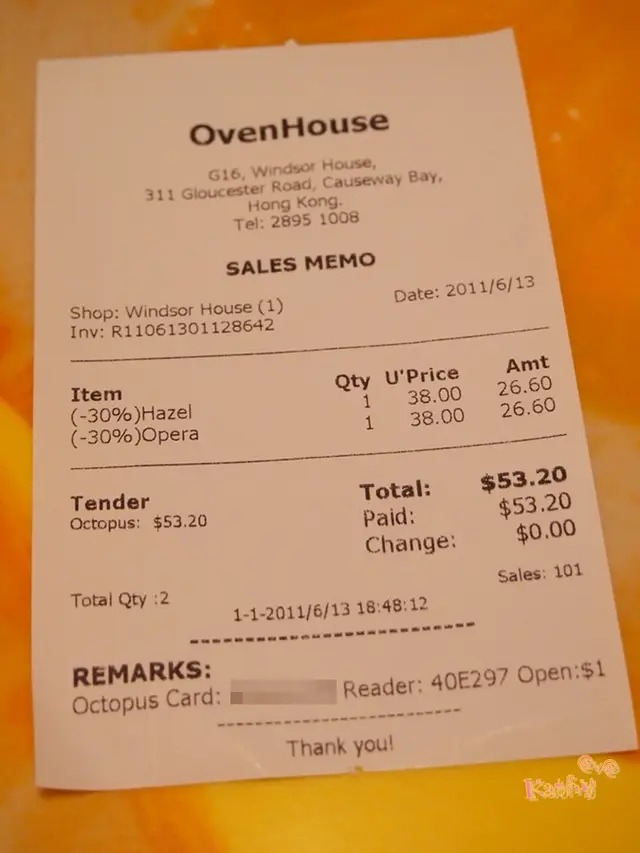 OvenHouse
G16, Windsor House,
311 Gloucester Road, Causeway Bay,
Hong Kong.
Tel: 2895 1008
SALES MEMO
Shop: Windsor House (1) Date: 2011/6/13
Inv: R11061301128642
Item Qty U'Price Amt
(-30%)Hazel 1 38.00 26.60
(-30%)Opera 1 38.00 26.60
Tender Total: $53.20
Octopus: $53.20 Paid: $53.20
Change: $0.00
Sales: 101
Total Qty :2
1-1-2011/6/13 18:48:12
REMARKS:
Octopus Card: Reader: 40E297 Open:$1
Thank you!